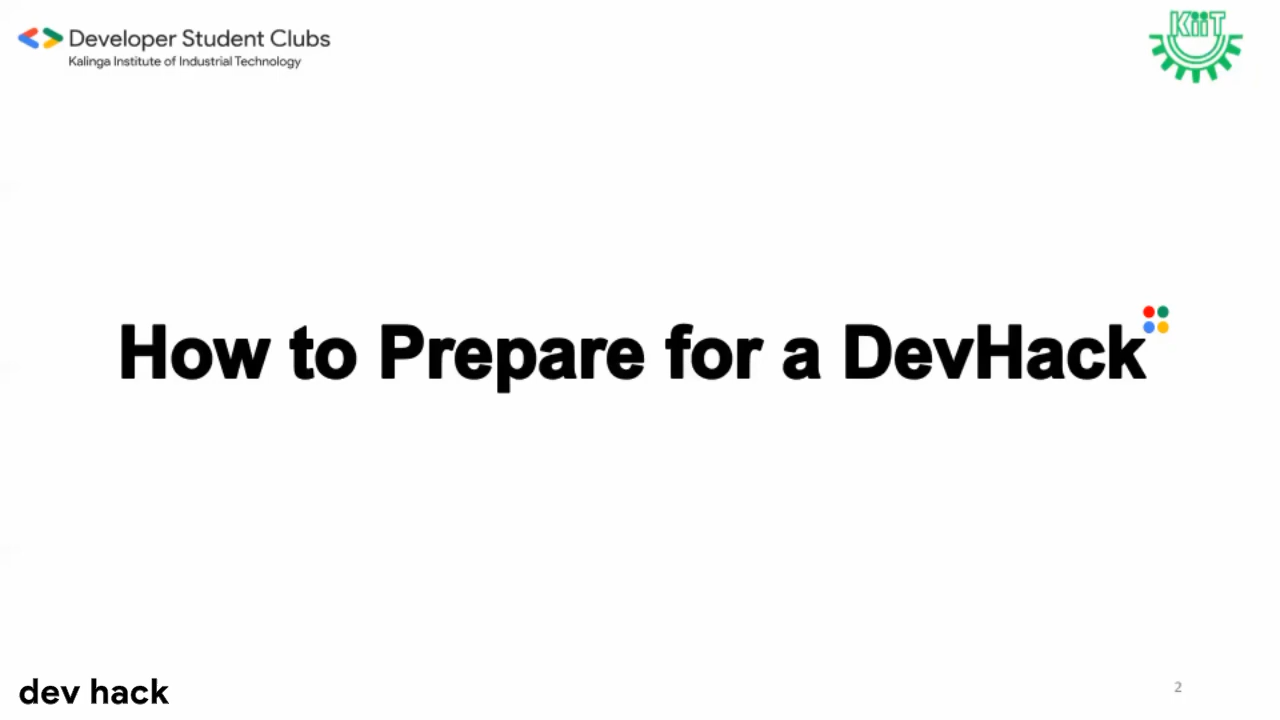 Developer Student Clubs
Kalinga Institute of Industrial Technology
KiiT
How to Prepare for a DevHack
dev hack
2